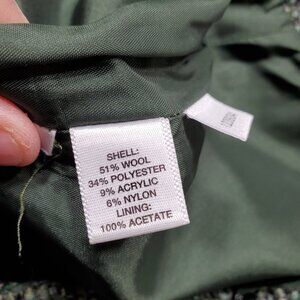 SHELL:
51% WOOL
34% POLYESTER
9% ACRYLIC
6% NYLON
LINING:
100% ACETATE